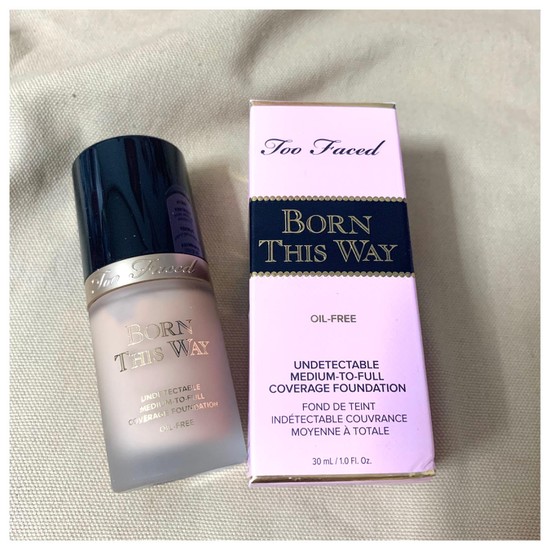 Too Faced
BORN
THIS WAY
UNDETECTABLE
MEDIUM-TO-FULL
COVERAGE FOUNDATION
OIL-FREE
Too Faced
BORN
THIS WAY
OIL-FREE
UNDETECTABLE
MEDIUM-TO-FULL
COVERAGE FOUNDATION
FOND DE TEINT
INDÉTECTABLE COUVRANCE
MOYENNE À TOTALE
30 mL / 1.0 Fl. Oz.